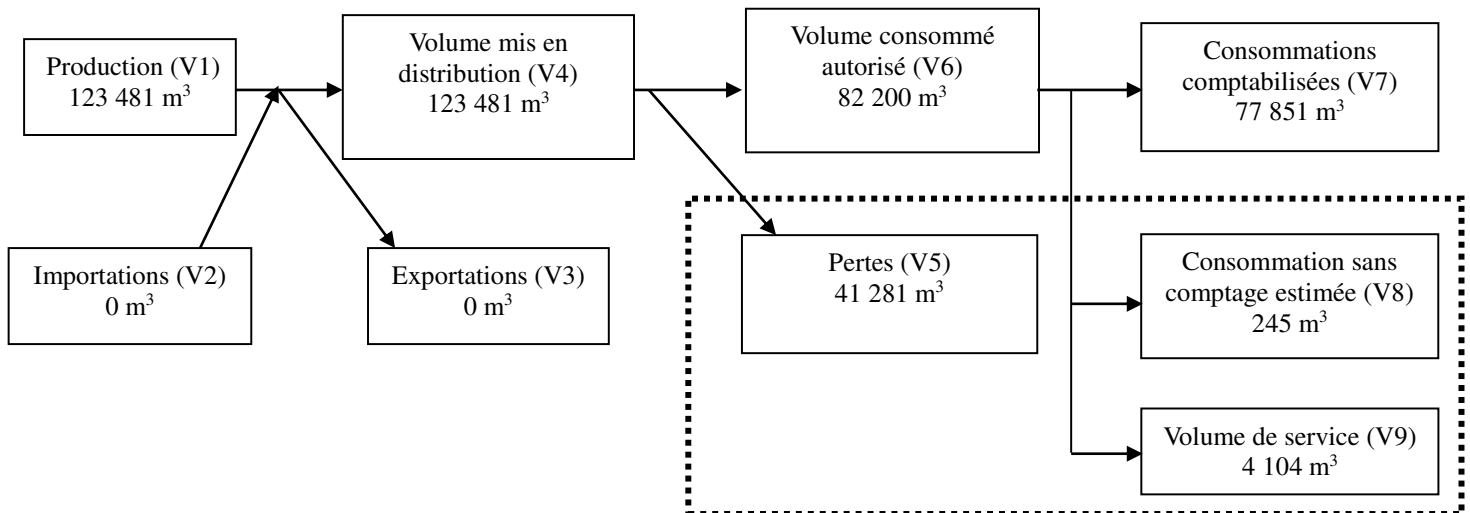 Production (V1)
123 481 m³
Volume mis en
distribution (V4)
123 481 m³
Volume consommé
autorisé (V6)
82 200 m³
Consommations
comptabilisées (V7)
77 851 m³
Importations (V2)
0 m³
Exportations (V3)
0 m³
Pertes (V5)
41 281 m³
Consommation sans
comptage estimée (V8)
245 m³
Volume de service (V9)
4 104 m³